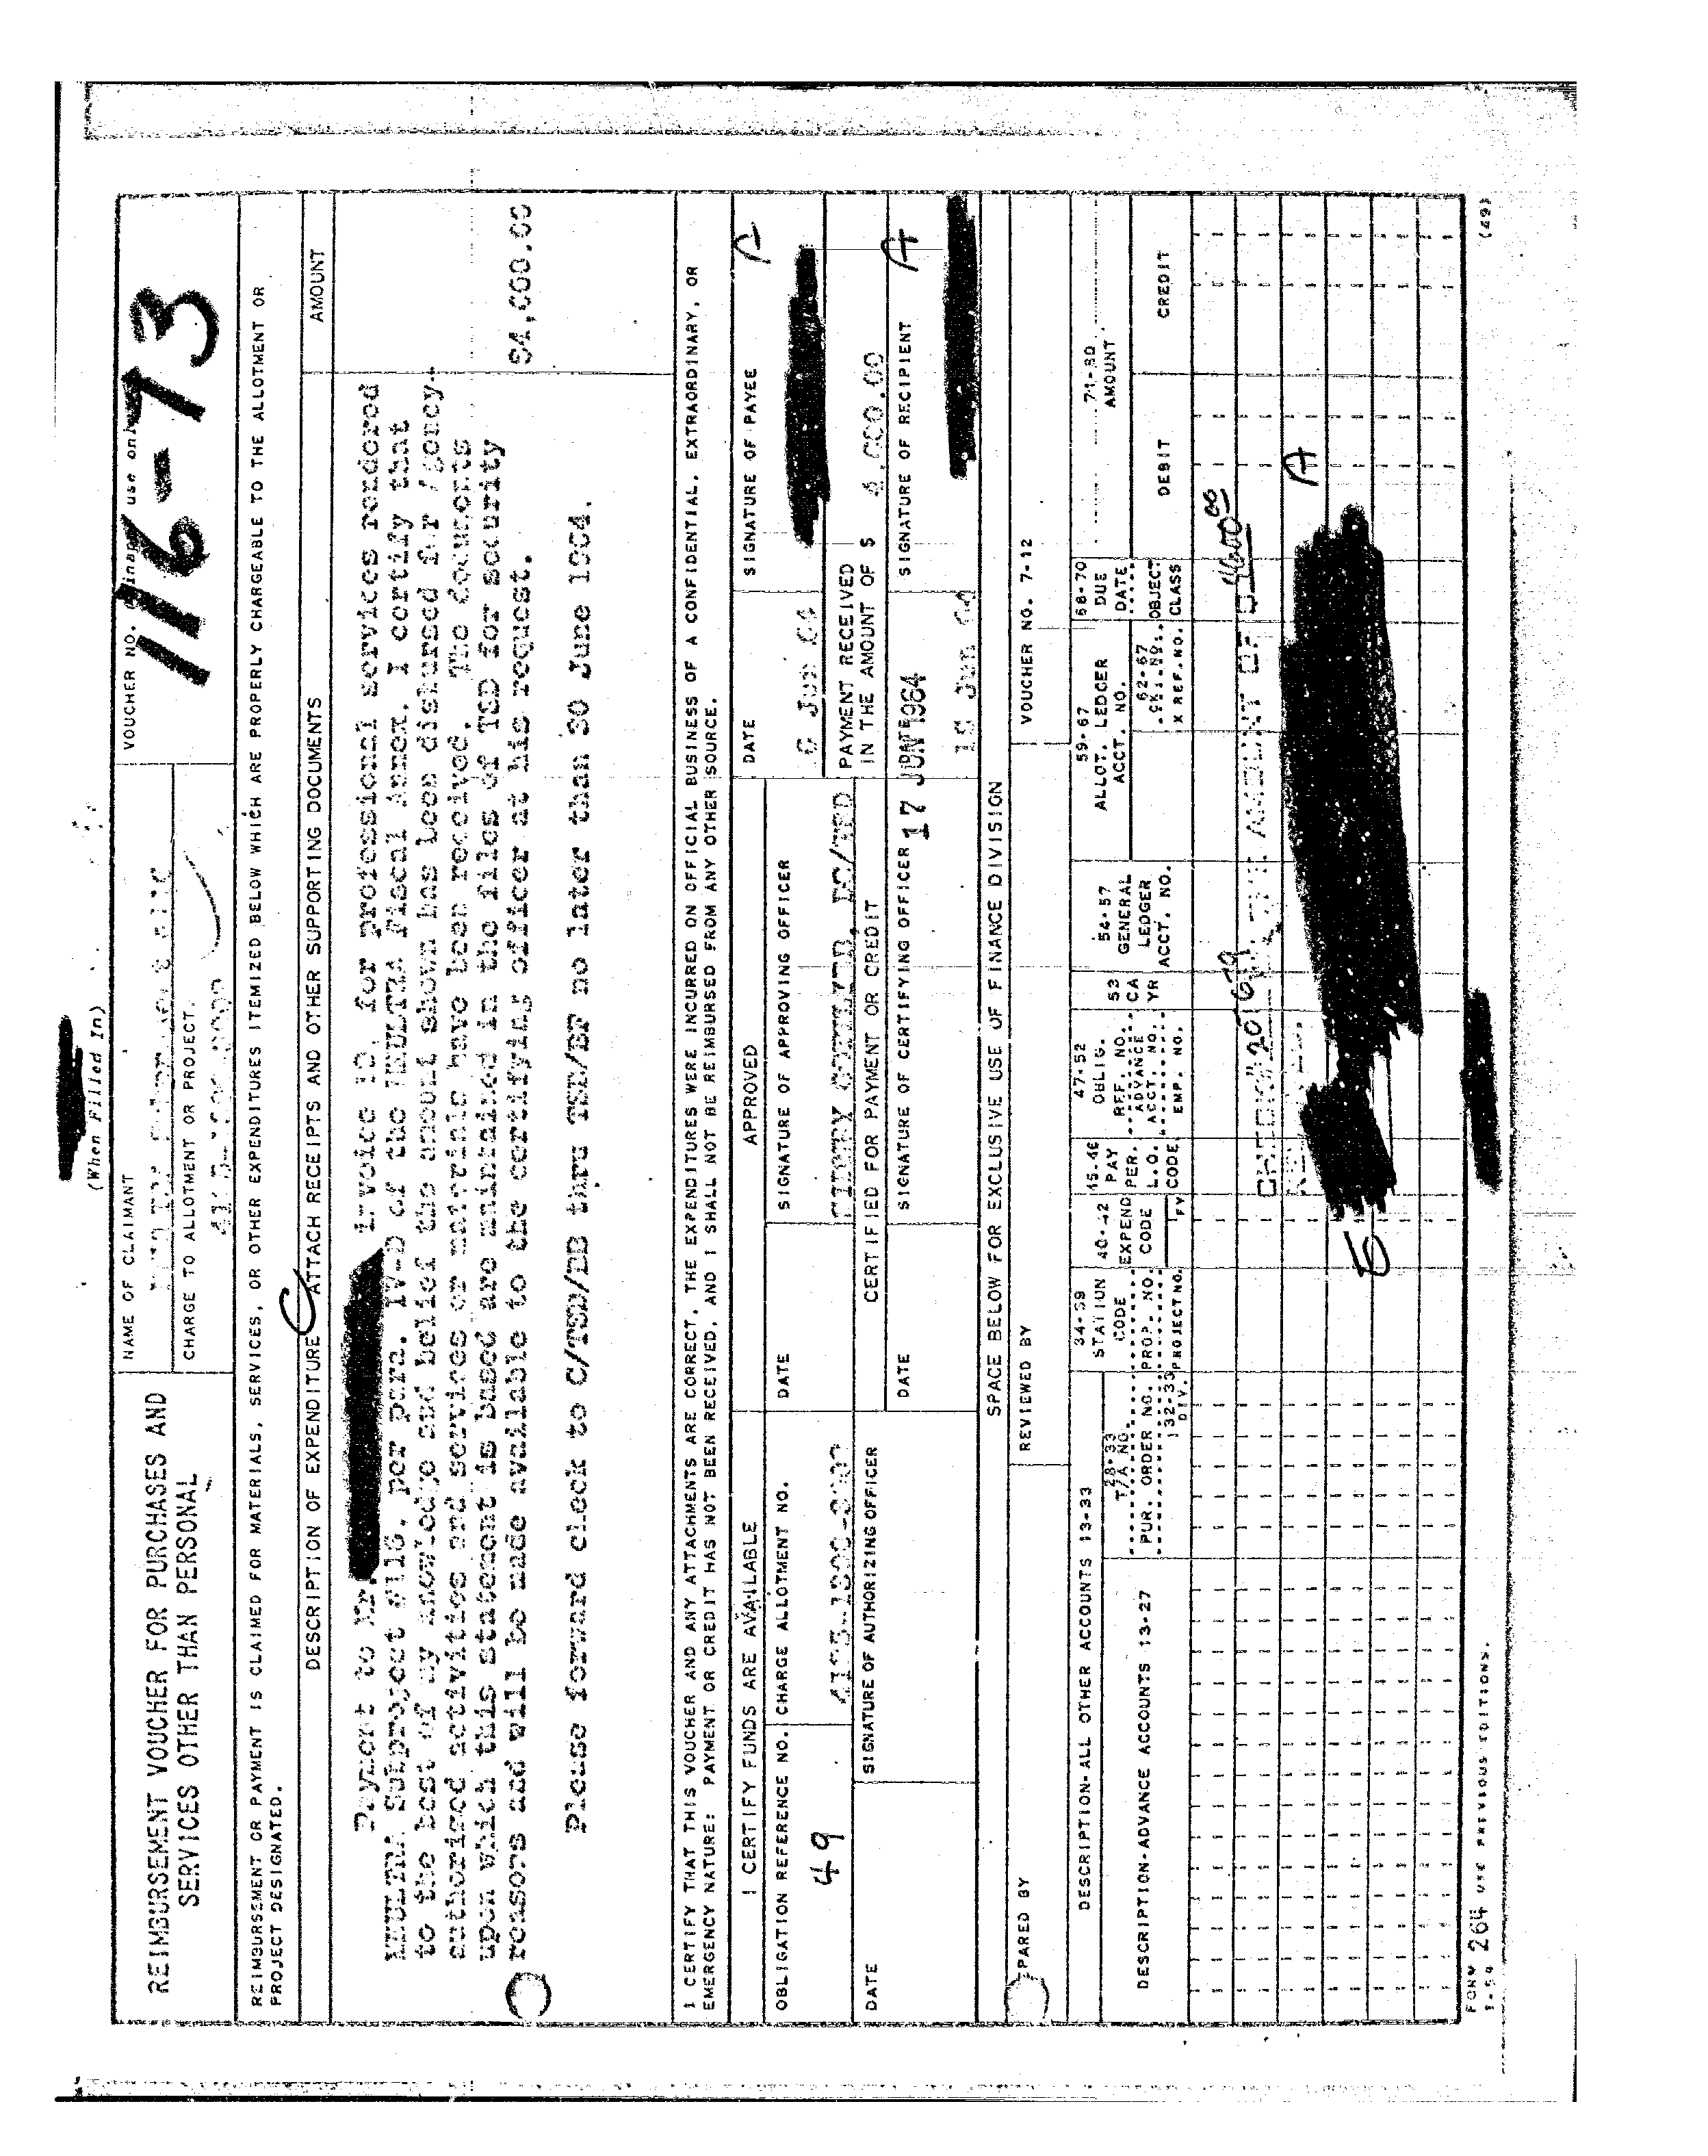 (When Filled In)
REIMBURSEMENT VOUCHER FOR PURCHASES AND
SERVICES OTHER THAN PERSONAL
NAME OF CLAIMANT
CHARGE TO ALLOTMENT OR PROJECT.
VOUCHER NO. use only
116-73
REIMBURSEMENT OR PAYMENT IS CLAIMED FOR MATERIALS, SERVICES, OR OTHER EXPENDITURES ITEMIZED BELOW WHICH ARE PROPERLY CHARGEABLE TO THE ALLOTMENT OR
PROJECT DESIGNATED.
DESCRIPTION OF EXPENDITURE ATTACH RECEIPTS AND OTHER SUPPORTING DOCUMENTS
AMOUNT
C
Payment to Mr. Invoice for professional services rendered
MKULTRA Subproject #116, per para. IV-D of the MKULTRA Fiscal Annex. I certify that
to the best of my knowledge and belief the amount shown has been disbursed for Agency
authorized activities and services or materials have been received. The documents
upon which this statement is based are maintained in the files of TSD for security
reasons and will be made available to the certifying officer at his request.
$4,000.00
Please forward check to C/TSD/BB thru TSD/BF no later than 30 June 1964.
I CERTIFY THAT THIS VOUCHER AND ANY ATTACHMENTS ARE CORRECT, THE EXPENDITURES WERE INCURED ON OFFICIAL BUSINESS OF A CONFIDENTIAL, EXTRAORDINARY, OR
EMERGENCY NATURE; PAYMENT OR CREDIT HAS NOT BEEN RECEIVED, AND I SHALL NOT BE REIMBURSED FROM ANY OTHER SOURCE.
I CERTIFY FUNDS ARE AVAILABLE
APPROVED
DATE
SIGNATURE OF PAYEE
A
OBLIGATION REFERENCE NO.
CHARGE ALLOTMENT NO.
DATE
SIGNATURE OF APPROVING OFFICER
49
PAYMENT RECEIVED
IN THE AMOUNT OF $ 4,000.00
DATE
SIGNATURE OF AUTHORIZING OFFICER
CERTIFIED FOR PAYMENT OR CREDIT
DATE
SIGNATURE OF CERTIFYING OFFICER
17 JUN 1964
SIGNATURE OF RECIPIENT
A
SPACE BELOW FOR EXCLUSIVE USE OF FINANCE DIVISION
PREPARED BY
REVIEWED BY
VOUCHER NO. 7-12
DESCRIPTION-ALL OTHER ACCOUNTS 13-33
DESCRIPTION-ADVANCE ACCOUNTS 13-27
28-33
T/A NO.
PUR. ORDER NO.
32-33
DIV.
34-39
STATION
CODE
PROP. NO.
PROJECT NO.
40-42
EXPEND
CODE
FY
45-46
PAY
PER.
L.O.
CODE
47-52
OBLIG.
REF. NO.
ADVANCE
ACCT. NO.
EMP. NO.
53
CA
YR
54-57
GENERAL
LEDGER
ACCT. NO.
59-67
ALLOT. LEDGER
ACCT. NO.
62-67
X REF. NO.
68-70
DUE
DATE
OBJECT
CLASS
71-80
AMOUNT
DEBIT
CREDIT
CHECK # 201679 IN THE AMOUNT OF $ 4000 00
A
E
FORM 264 USE PREVIOUS EDITIONS.
(49)